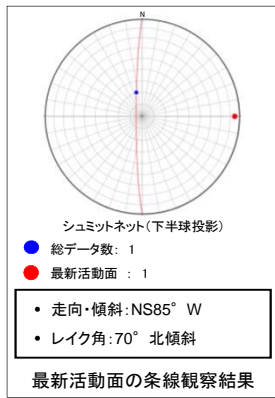 N
シュミットネット(下半球投影)
総データ数: 1
最新活動面 : 1
• 走向・傾斜:NS85° W
• レイク角:70° 北傾斜
最新活動面の条線観察結果